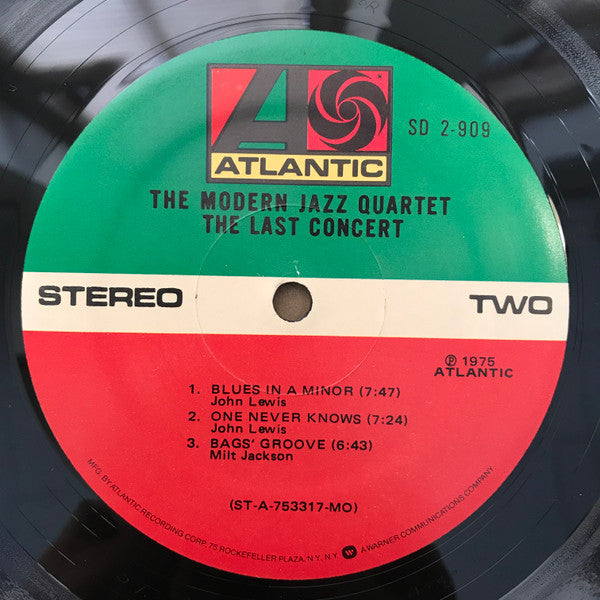 ATLANTIC
SD 2-909
THE MODERN JAZZ QUARTET
THE LAST CONCERT
STEREO
TWO
℗ 1975
ATLANTIC
1. BLUES IN A MINOR (7:47)
John Lewis
2. ONE NEVER KNOWS (7:24)
John Lewis
3. BAGS' GROOVE (6:43)
Milt Jackson
(ST-A-753317-MO)
MFG. BY ATLANTIC RECORDING CORP. 75 ROCKEFELLER PLAZA, N.Y., N.Y. A WARNER COMMUNICATIONS COMPANY